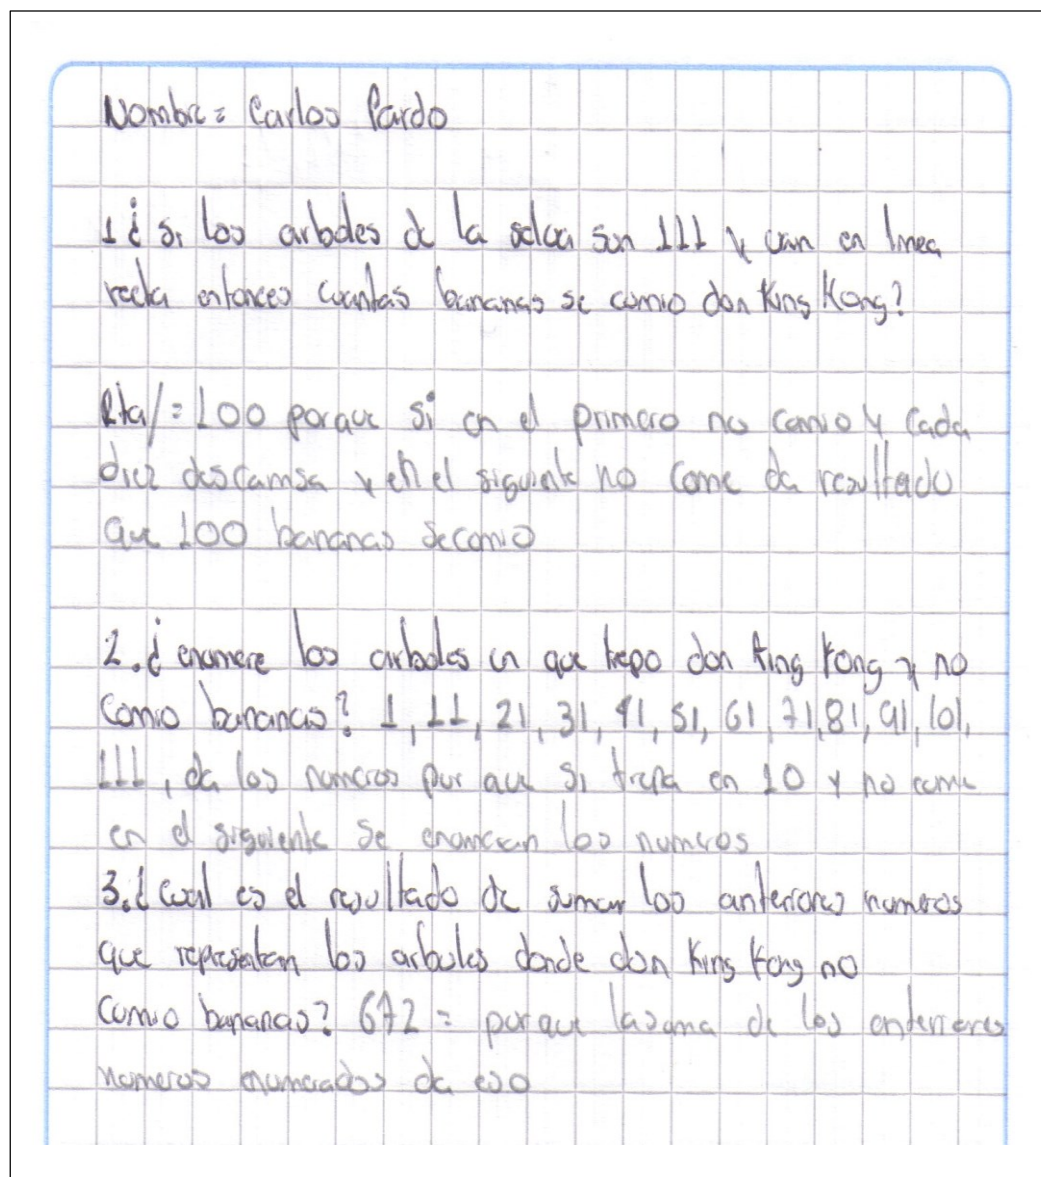 Nombre = Carlos Pardo
1 ¿ si los arboles de la selva son 111 y van en linea
recta entonces cuantas bananas se comio don King Kong?
Rta/= 100 porque si en el primero no comio y cada
diez descamsa y en el siguiente no come da resultado
que 100 bananas se comio
2. ¿ enumere los arboles en que trepo don King Kong y no
comio bananas? 1, 11, 21, 31, 41, 51, 61, 71, 81, 91, 101,
111, da los numeros por que si trepa en 10 y no come
en el siguiente se enumeran los numeros
3. ¿ cual es el resultado de sumar los anteriores numeros
que representan los arboles donde don King Kong no
comio bananas? 672 = porque la suma de los anteriores
numeros enumerados da eso